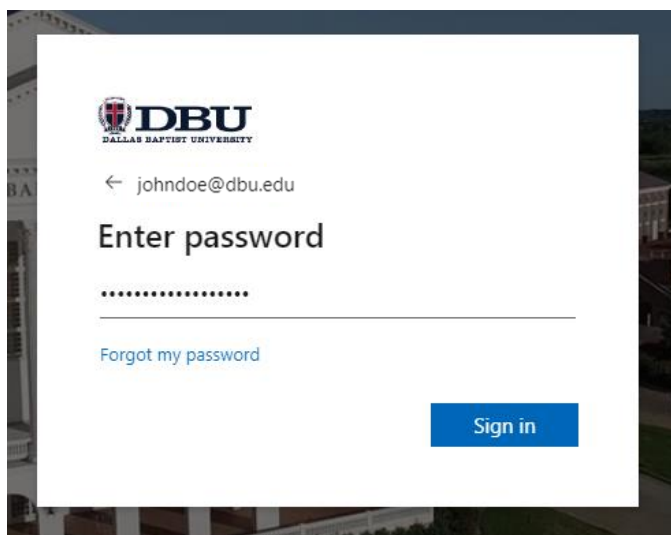 DBU
DALLAS BAPTIST UNIVERSITY
← johndoe@dbu.edu
Enter password
••••••••••••••••••
Forgot my password
Sign in